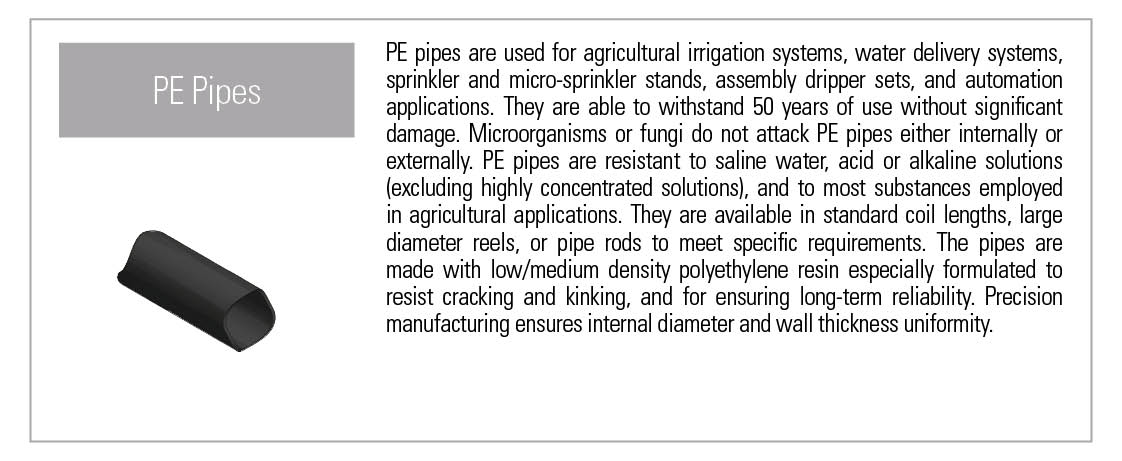 PE Pipes
PE pipes are used for agricultural irrigation systems, water delivery systems,
sprinkler and micro-sprinkler stands, assembly dripper sets, and automation
applications. They are able to withstand 50 years of use without significant
damage. Microorganisms or fungi do not attack PE pipes either internally or
externally. PE pipes are resistant to saline water, acid or alkaline solutions
(excluding highly concentrated solutions), and to most substances employed
in agricultural applications. They are available in standard coil lengths, large
diameter reels, or pipe rods to meet specific requirements. The pipes are
made with low/medium density polyethylene resin especially formulated to
resist cracking and kinking, and for ensuring long-term reliability. Precision
manufacturing ensures internal diameter and wall thickness uniformity.